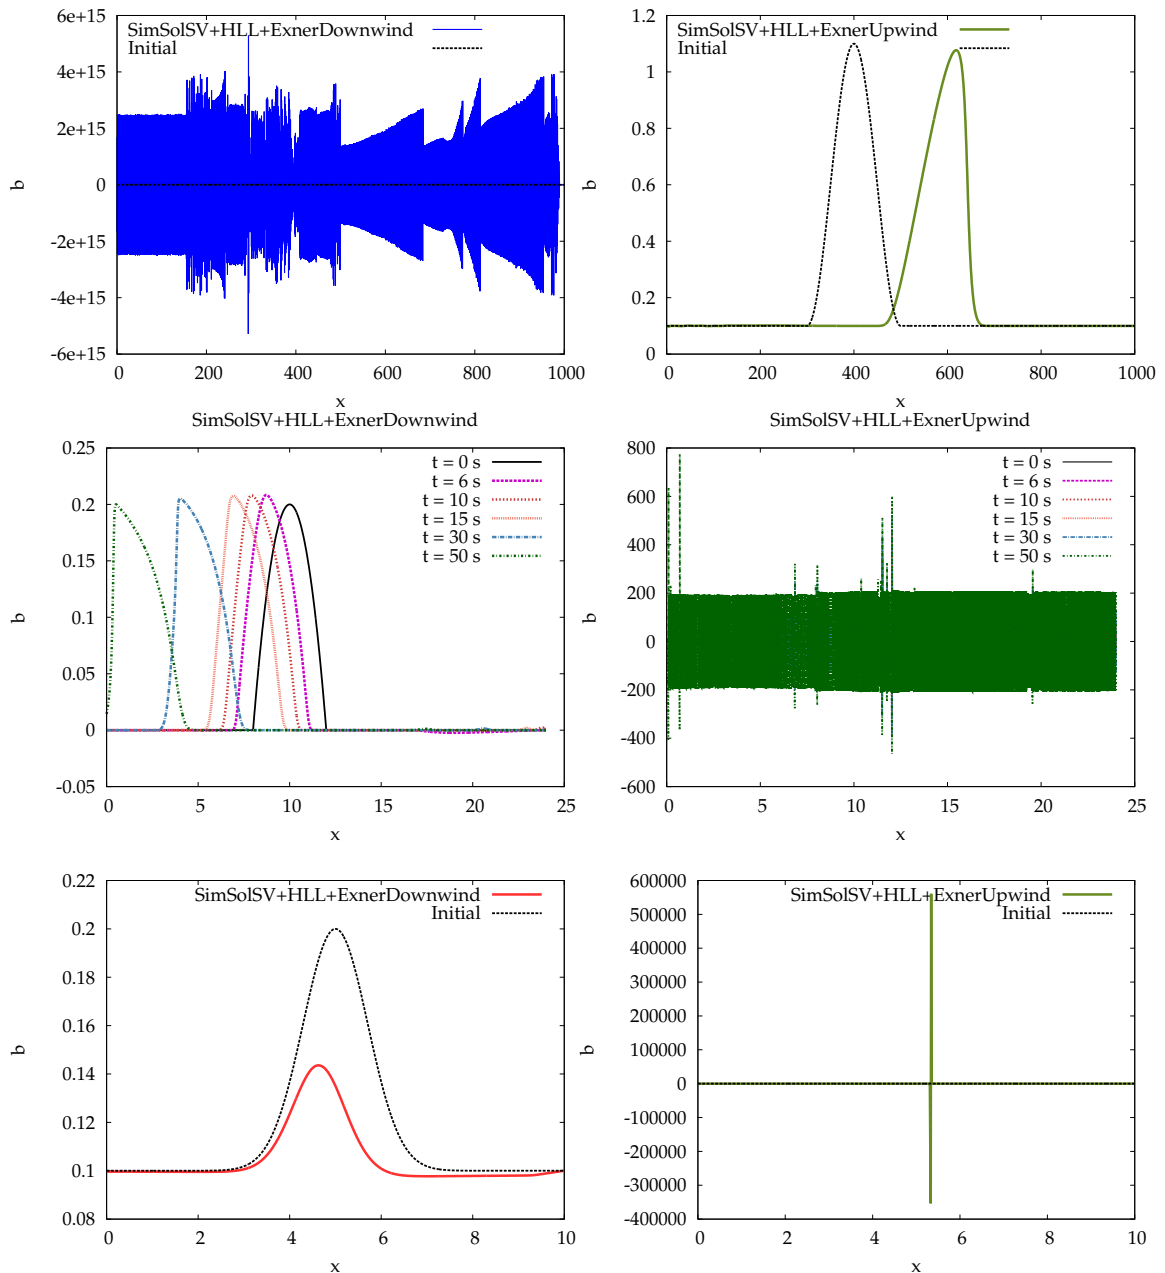 SimSolSV+HLL+ExnerDownwind
Initial
6e+15
4e+15
2e+15
0
-2e+15
-4e+15
-6e+15
b
0 200 400 600 800 1000
x
SimSolSV+HLL+ExnerUpwind
Initial
1.2
1
0.8
0.6
0.4
0.2
0
b
0 200 400 600 800 1000
x
SimSolSV+HLL+ExnerDownwind
t = 0 s
t = 6 s
t = 10 s
t = 15 s
t = 30 s
t = 50 s
0.25
0.2
0.15
0.1
0.05
0
-0.05
b
0 5 10 15 20 25
x
SimSolSV+HLL+ExnerUpwind
t = 0 s
t = 6 s
t = 10 s
t = 15 s
t = 30 s
t = 50 s
800
600
400
200
0
-200
-400
-600
b
0 5 10 15 20 25
x
SimSolSV+HLL+ExnerDownwind
Initial
0.22
0.2
0.18
0.16
0.14
0.12
0.1
0.08
b
0 2 4 6 8 10
x
SimSolSV+HLL+ExnerUpwind
Initial
600000
500000
400000
300000
200000
100000
0
-100000
-200000
-300000
-400000
b
0 2 4 6 8 10
x